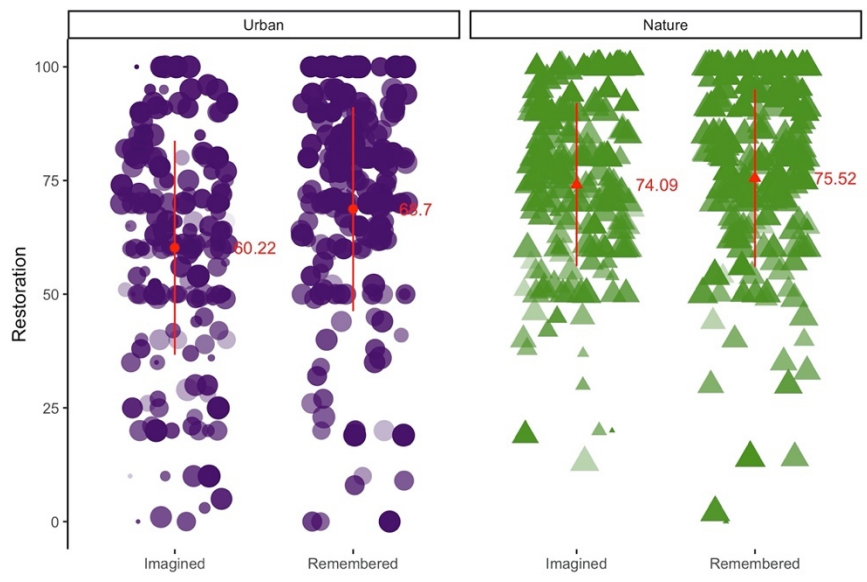 Urban
Nature
100
75
50
25
0
Restoration
60.22
68.7
74.09
75.52
Imagined
Remembered
Imagined
Remembered